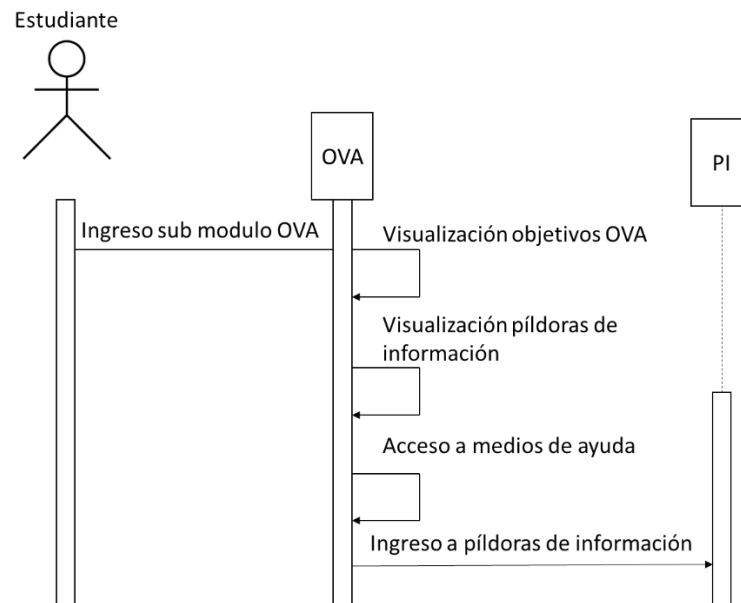 Estudiante
OVA
PI
Ingreso sub modulo OVA
Visualización objetivos OVA
Visualización píldoras de
información
Acceso a medios de ayuda
Ingreso a píldoras de información